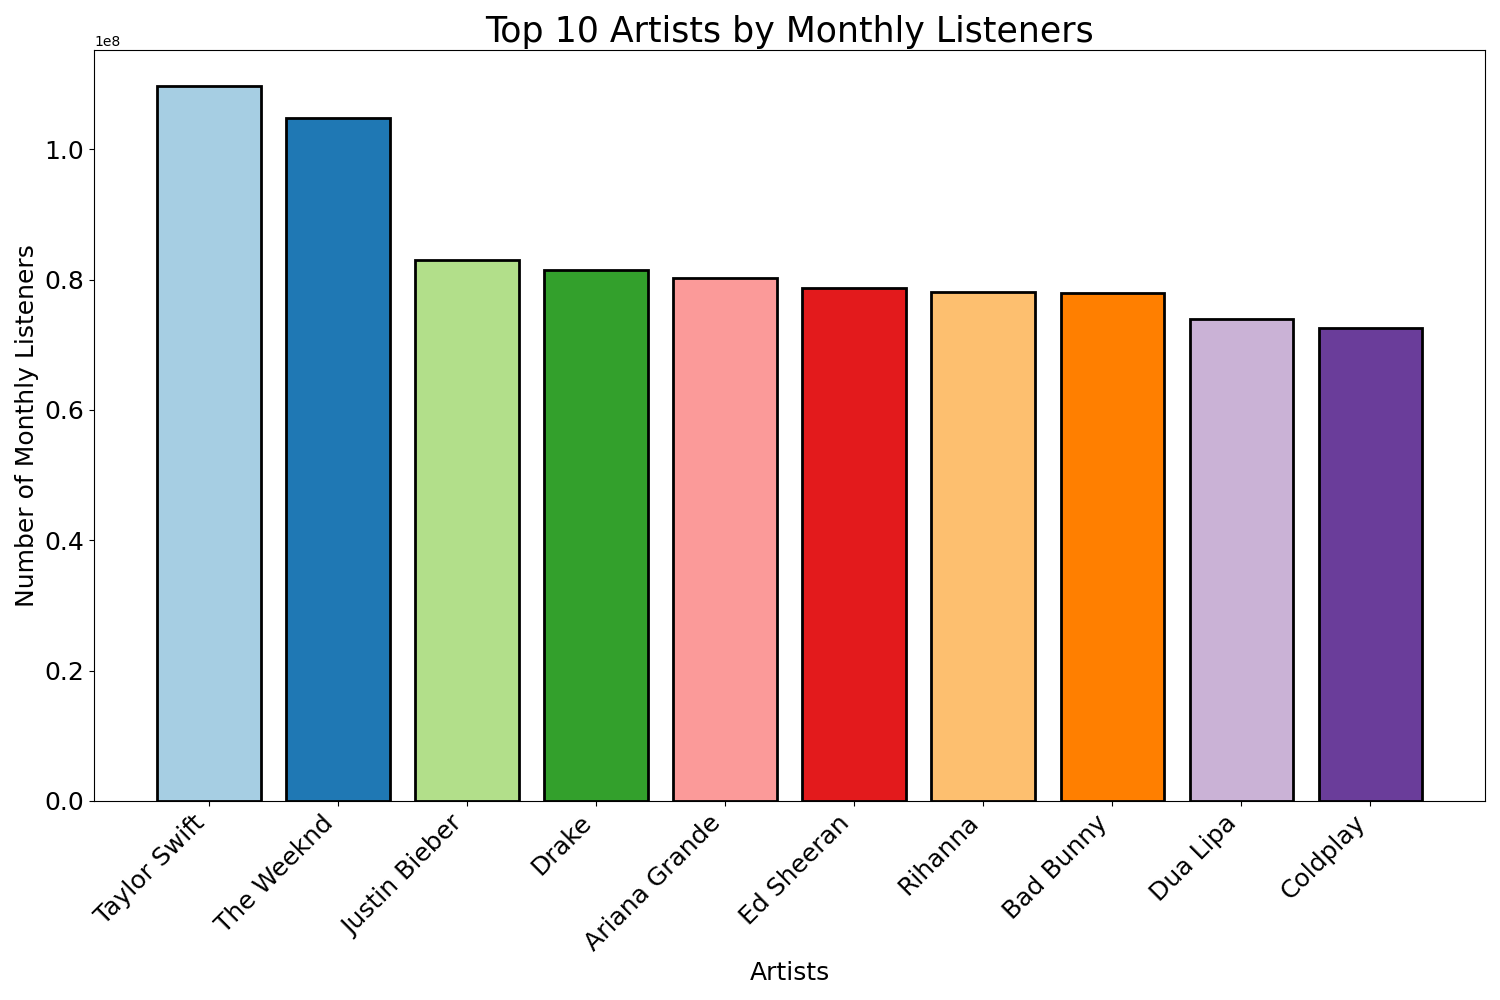 Top 10 Artists by Monthly Listeners
1e8
1.0
0.8
0.6
0.4
0.2
0.0
Number of Monthly Listeners
Taylor Swift
The Weeknd
Justin Bieber
Drake
Ariana Grande
Ed Sheeran
Rihanna
Bad Bunny
Dua Lipa
Coldplay
Artists